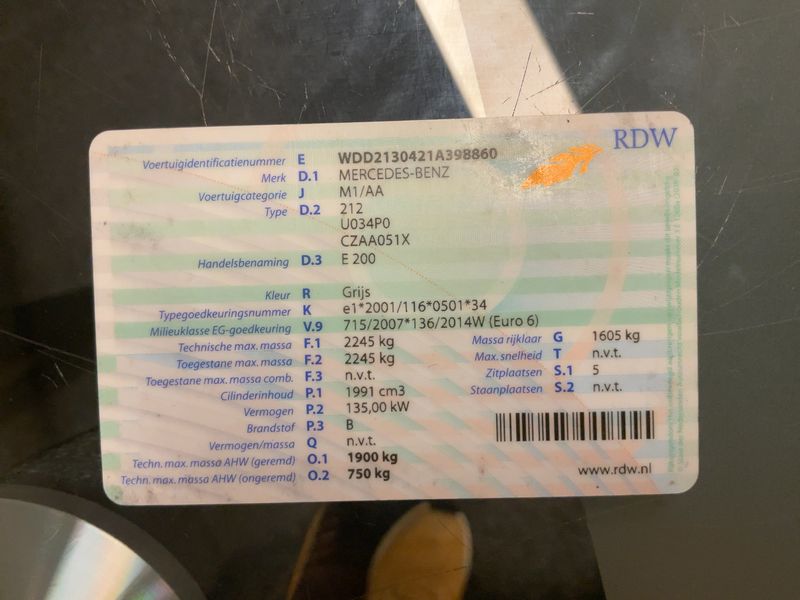 RDW
Voertuigidentificatienummer E WDD2130421A398860
Merk D.1 MERCEDES-BENZ
Voertuigcategorie J M1/AA
Type D.2 212
U034P0
CZAA051X
Handelsbenaming D.3 E 200
Kleur R Grijs
Typegoedkeuringsnummer K e1*2001/116*0501*34
Milieuklasse EG-goedkeuring V.9 715/2007*136/2014W (Euro 6)
Technische max. massa F.1 2245 kg
Massa rijklaar G 1605 kg
Toegestane max. massa F.2 2245 kg
Max. snelheid T n.v.t.
Toegestane max. massa comb. F.3 n.v.t.
Zitplaatsen S.1 5
Cilinderinhoud P.1 1991 cm3
Staanplaatsen S.2 n.v.t.
Vermogen P.2 135,00 kW
Brandstof P.3 B
Vermogen/massa Q n.v.t.
Techn. max. massa AHW (geremd) O.1 1900 kg
Techn. max. massa AHW (ongeremd) O.2 750 kg
www.rdw.nl